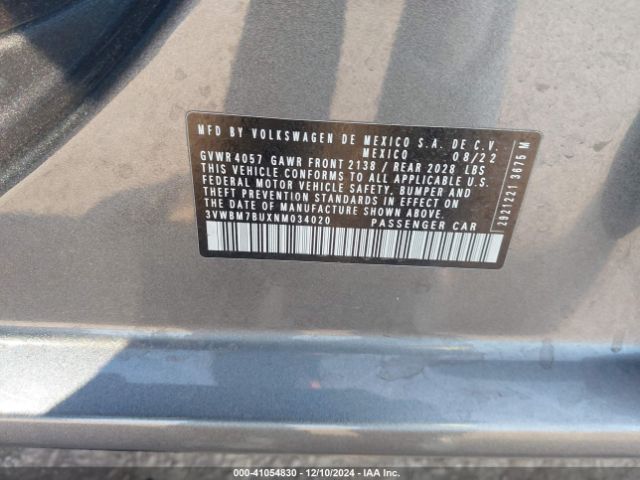 MFD BY VOLKSWAGEN DE MEXICO S.A. DE C.V.
MEXICO 08/22
GVWR4057 GAWR FRONT 2138 / REAR 2028 LBS
THIS VEHICLE CONFORMS TO ALL APPLICABLE U.S.
FEDERAL MOTOR VEHICLE SAFETY, BUMPER AND
THEFT PREVENTION STANDARDS IN EFFECT ON
THE DATE OF MANUFACTURE SHOWN ABOVE.
3VWBM7BUXNM034020 PASSENGER CAR
2921221 3675 M
000-41054830 - 12/10/2024 - IAA Inc.